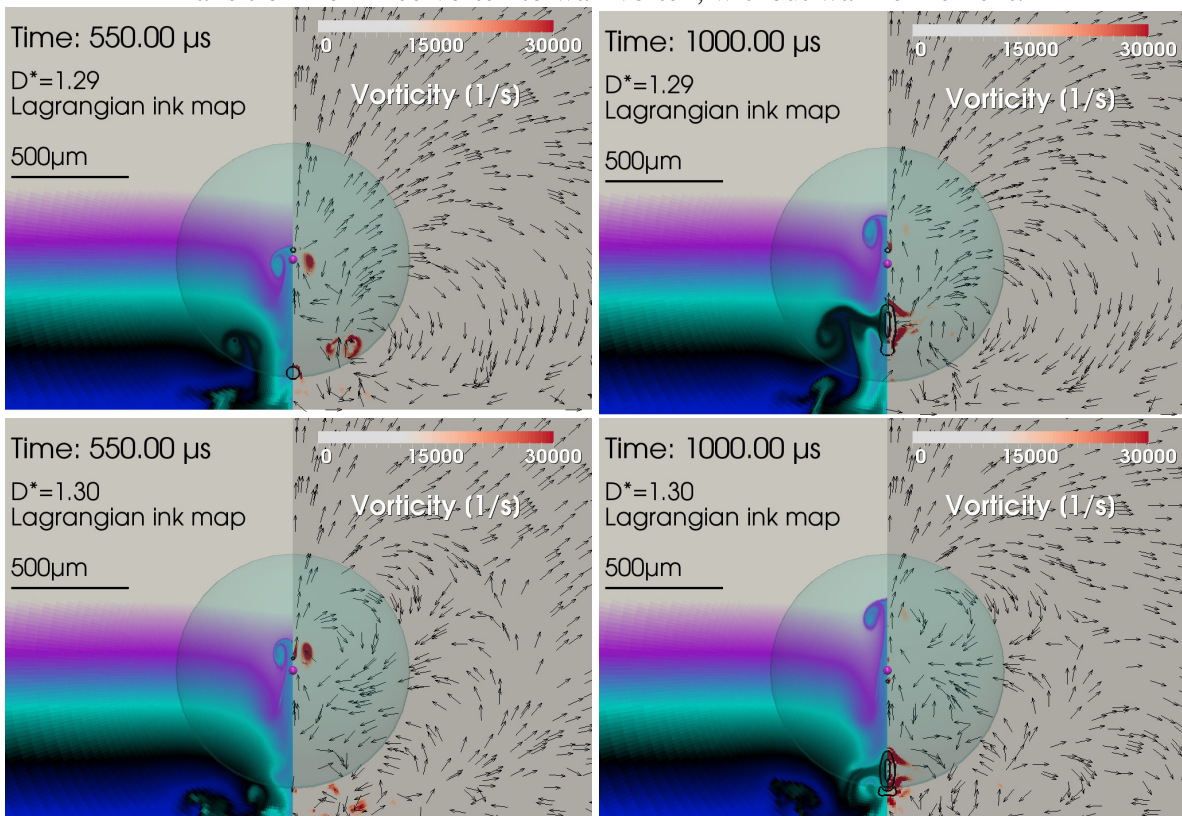 Time: 550.00 µs
D*=1.29
Lagrangian ink map
500µm
0 15000 30000
Vorticity (1/s)
Time: 1000.00 µs
D*=1.29
Lagrangian ink map
500µm
0 15000 30000
Vorticity (1/s)
Time: 550.00 µs
D*=1.30
Lagrangian ink map
500µm
0 15000 30000
Vorticity (1/s)
Time: 1000.00 µs
D*=1.30
Lagrangian ink map
500µm
0 15000 30000
Vorticity (1/s)